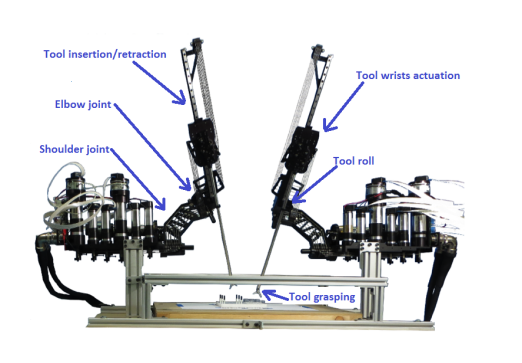 Tool insertion/retraction
Tool wrists actuation
Elbow joint
Shoulder joint
Tool roll
Tool grasping